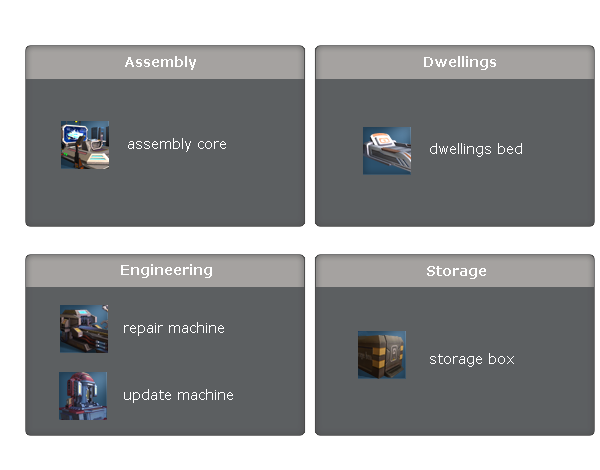 Assembly
assembly core
Dwellings
dwellings bed
Engineering
repair machine
update machine
Storage
storage box